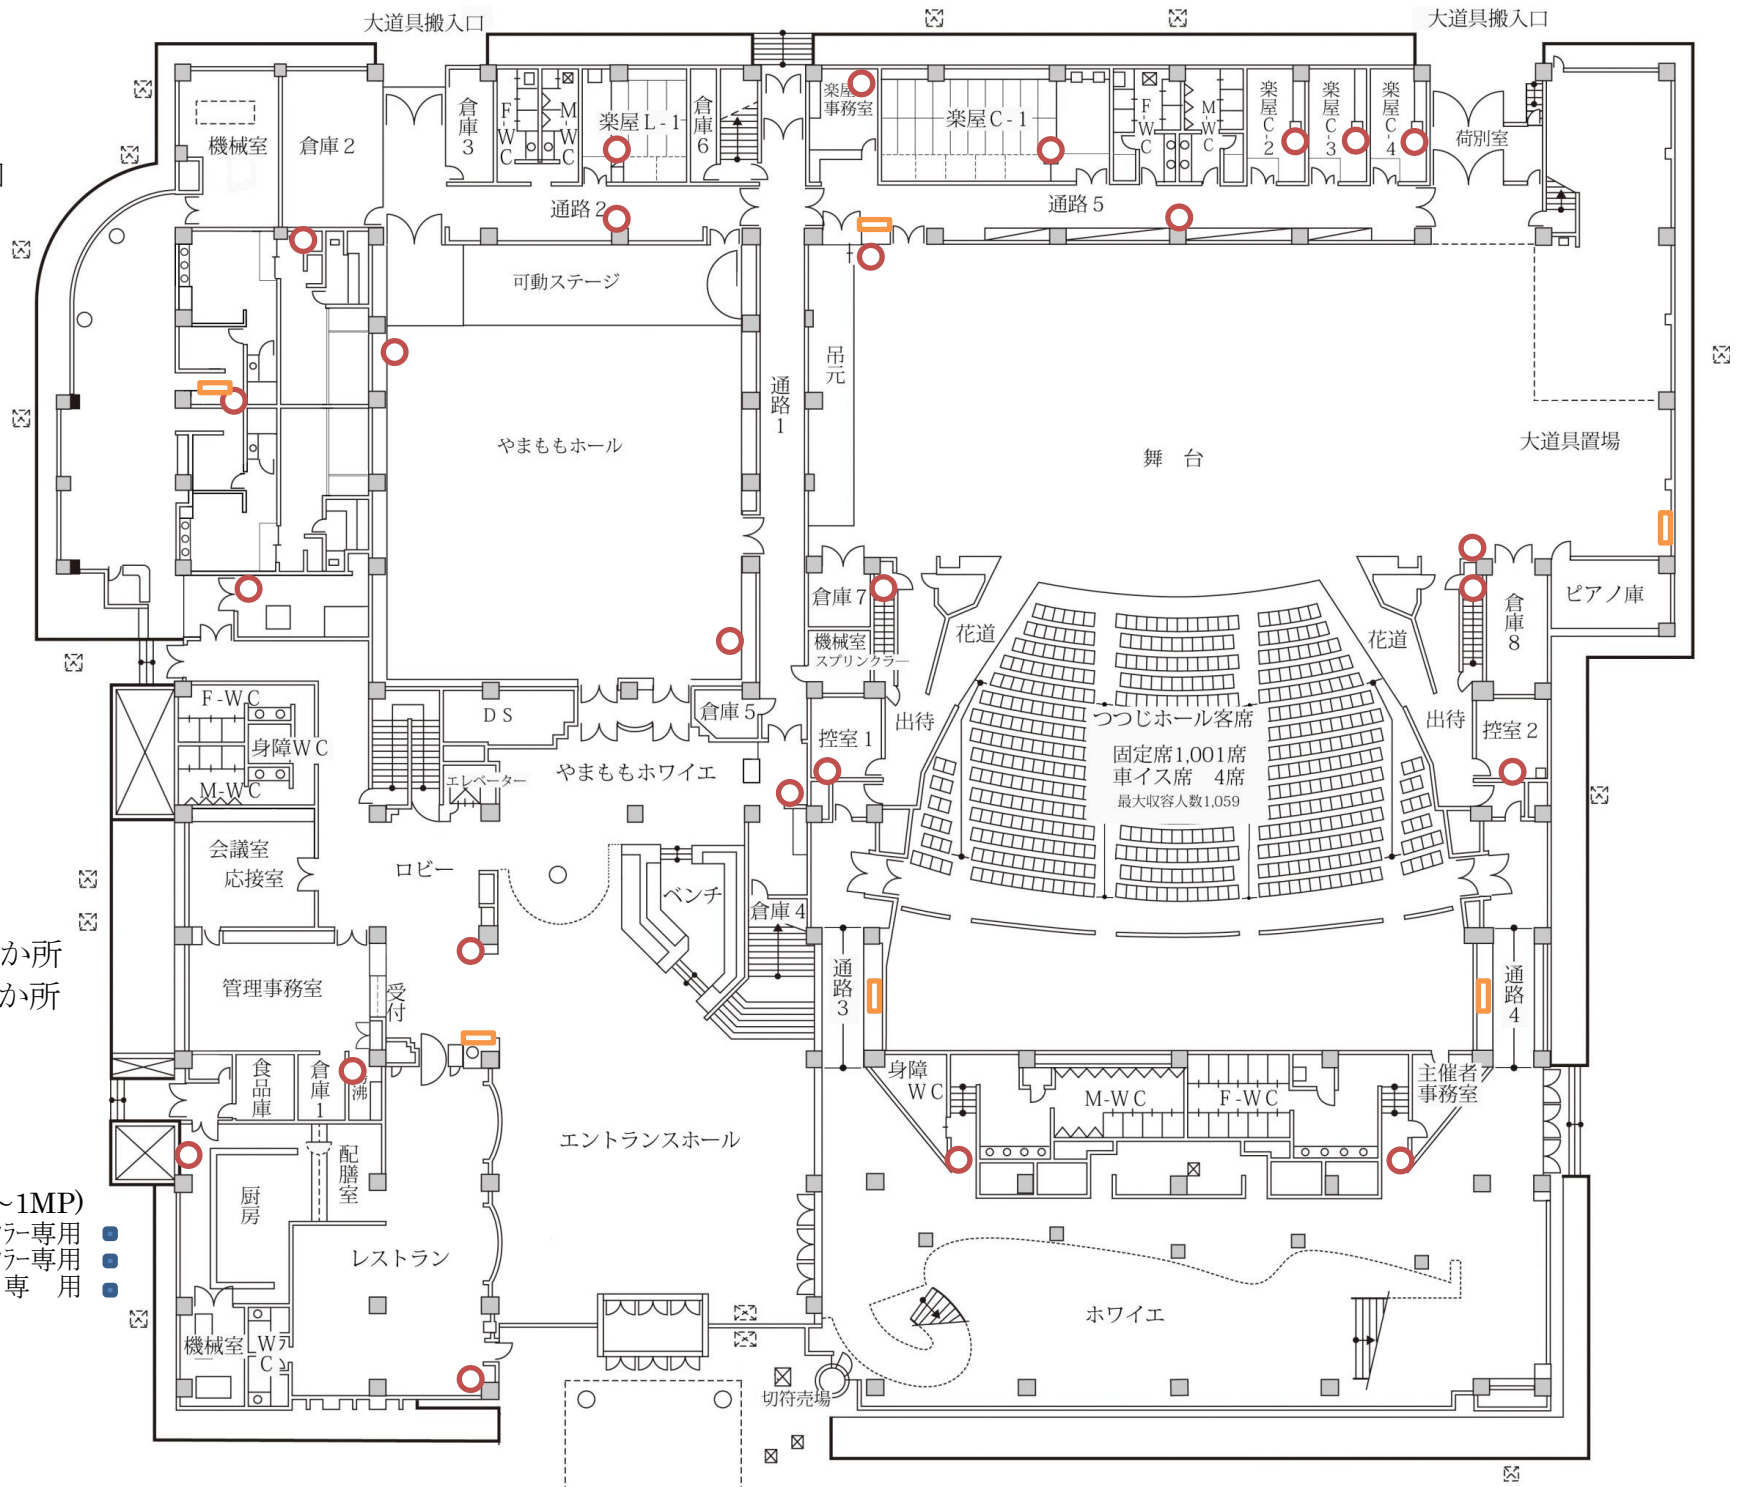 大道具搬入口
大道具搬入口
機械室
倉庫2
倉庫3
F-WC
M-WC
楽屋L-1
倉庫6
楽屋
事務室
楽屋C-1
F-WC
M-WC
楽屋C-2
楽屋C-3
楽屋C-4
荷別室
通路2
通路5
可動ステージ
吊元
通路1
やまももホール
舞 台
大道具置場
倉庫7
機械室
スプリンクラー
花道
花道
倉庫8
ピアノ庫
F-WC
身障WC
M-WC
DS
倉庫5
エレベーター
やまももホワイエ
控室1
出待
つつじホール客席
固定席1,001席
車イス席 4席
最大収容人数1,059
出待
控室2
会議室
応接室
ロビー
ベンチ
倉庫4
か所
か所
管理事務室
受付
通路3
通路4
食品庫
倉庫1
沸
身障
WC
M-WC
F-WC
主催者
事務室
エントランスホール
配膳室
厨房
~1MP)
ラー専用
ラー専用
専 用
レストラン
ホワイエ
機械室
WC
切符売場